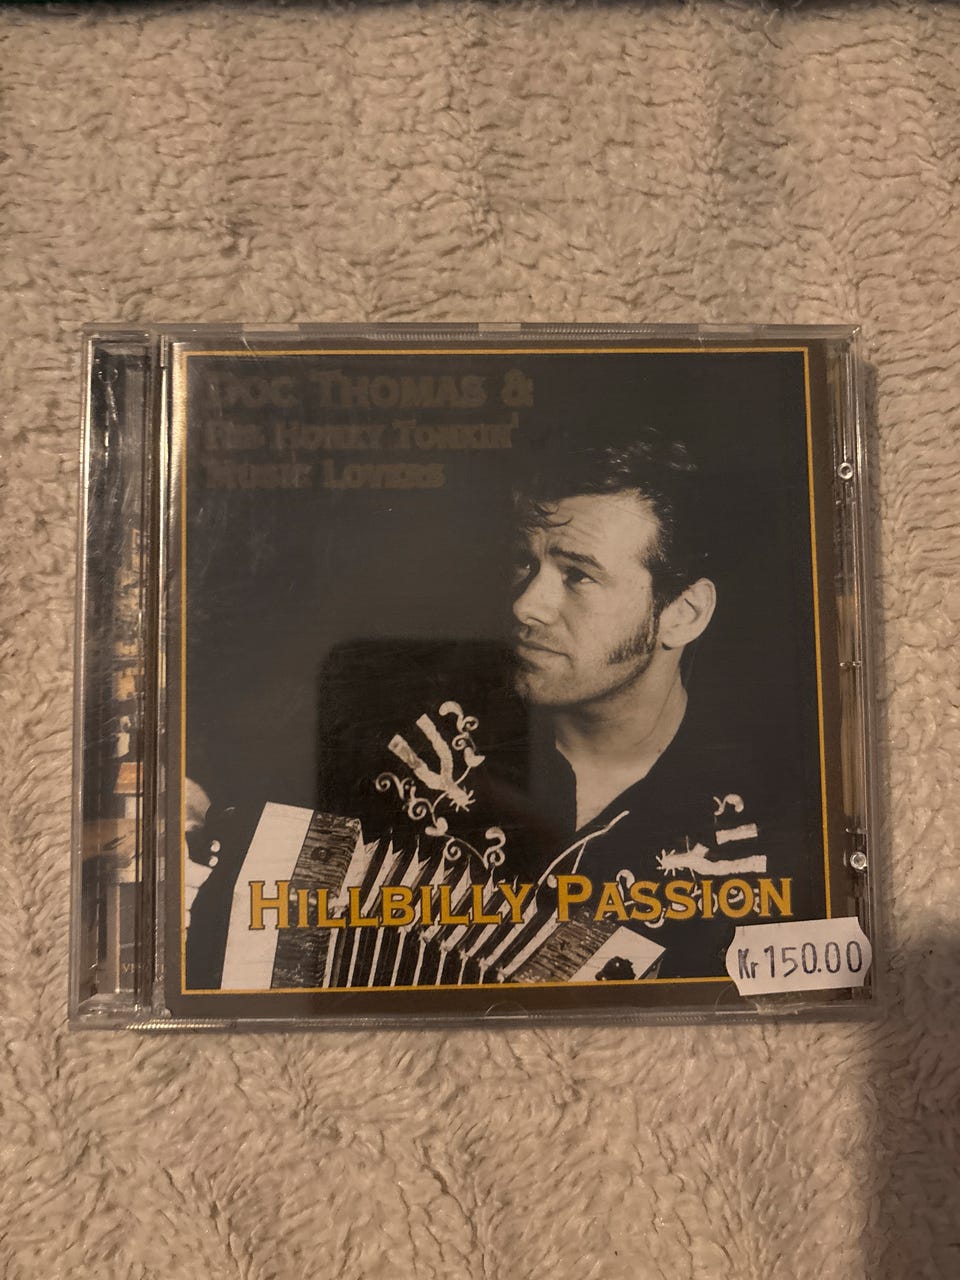 Doc Thomas &
His Honky Tonkin'
Music Lovers
Hillbilly Passion
Kr 150.00